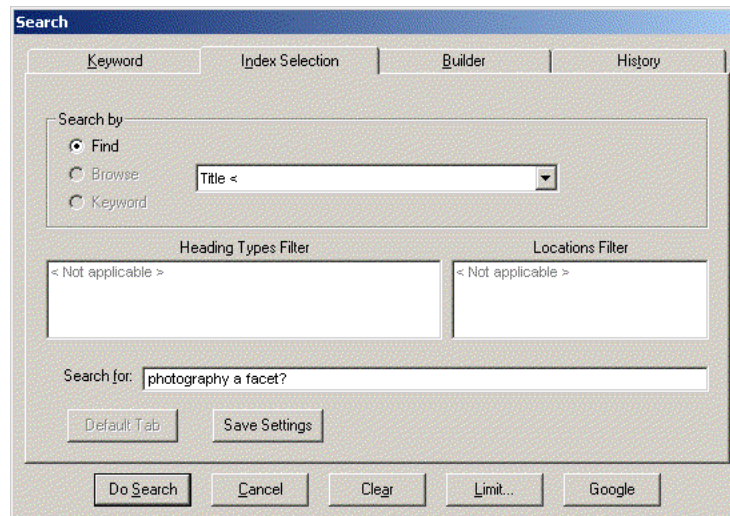 Search
Keyword Index Selection Builder History
Search by
Find
Browse
Title <
Keyword
Heading Types Filter Locations Filter
< Not applicable > < Not applicable >
Search for: photography a facet?
Default Tab Save Settings
Do Search Cancel Clear Limit... Google